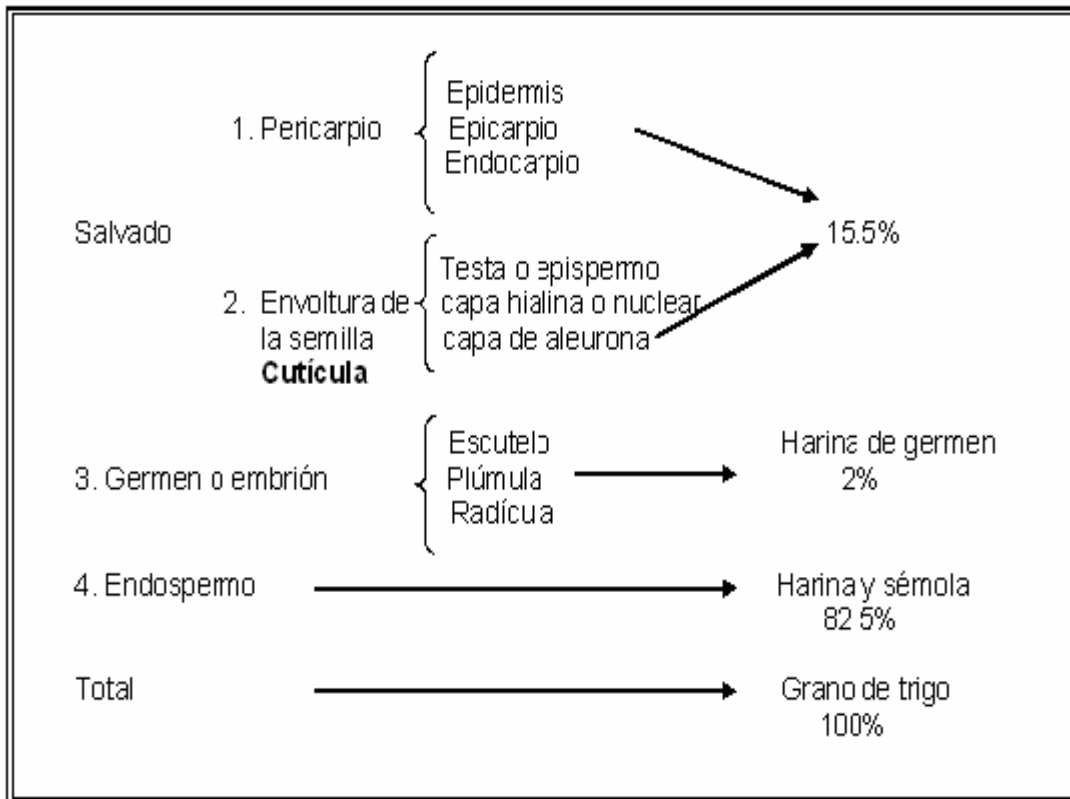 Epidermis
1. Pericarpio
Epicarpio
Endocarpio
Salvado
15.5%
Testa o epispermo
2. Envoltura de
capa hialina o nuclear
la semilla
capa de aleurona
Cutícula
Escutelo
Harina de germen
3. Germen o embrión
Plúmula
2%
Radícula
4. Endospermo
Harina y sémola
82.5%
Total
Grano de trigo
100%